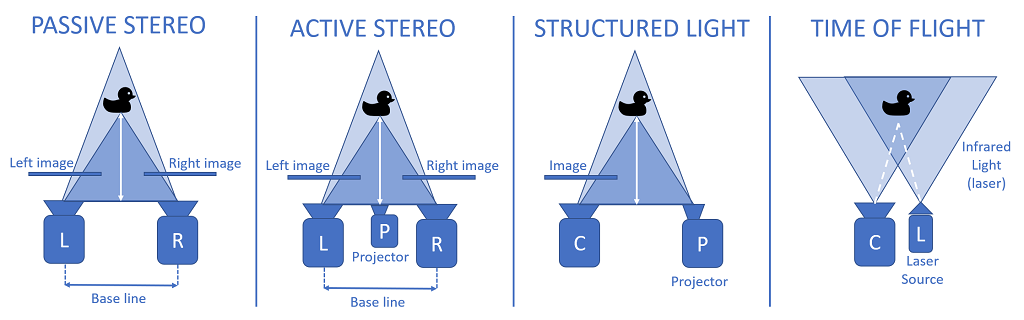 PASSIVE STEREO
Left image
Right image
L
R
Base line
ACTIVE STEREO
Left image
Right image
L
P
R
Projector
Base line
STRUCTURED LIGHT
Image
C
P
Projector
TIME OF FLIGHT
Infrared
Light
(laser)
C
L
Laser
Source